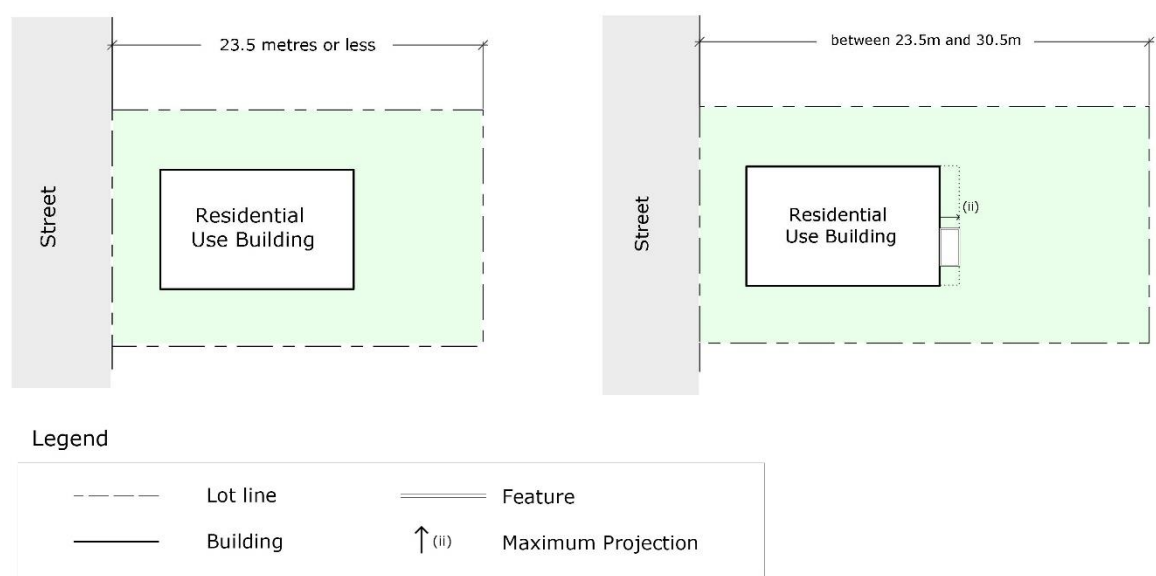 23.5 metres or less
Street
Residential
Use Building
between 23.5m and 30.5m
Street
Residential
Use Building
(ii)
Legend
Lot line
Feature
Building
(ii)
Maximum Projection